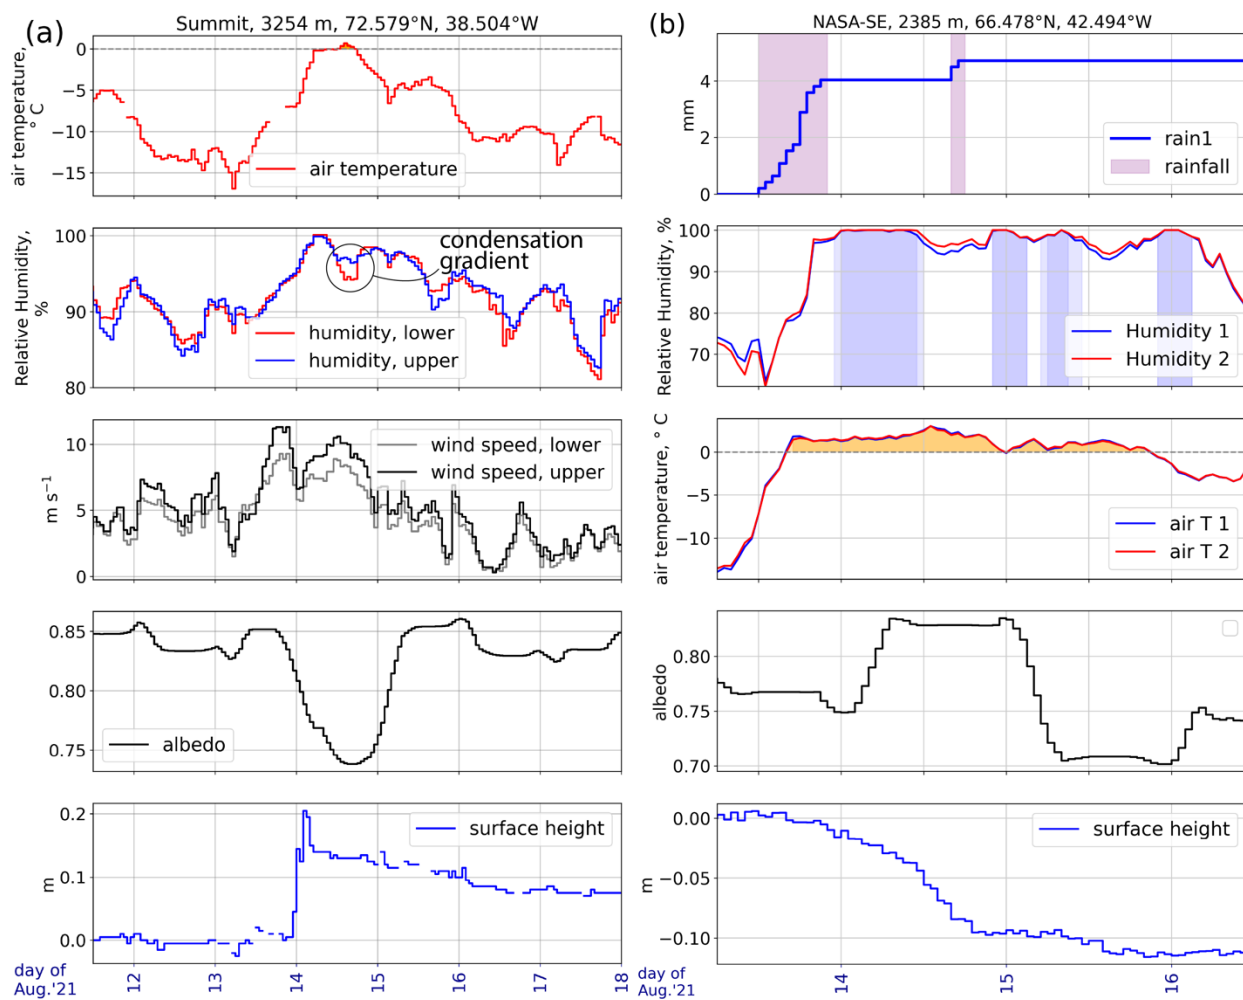 (a)
Summit, 3254 m, 72.579°N, 38.504°W
air temperature,
° C
0
−5
−10
−15
air temperature
Relative Humidity,
%
100
90
80
condensation
gradient
humidity, lower
humidity, upper
m s⁻¹
10
5
0
wind speed, lower
wind speed, upper
0.85
0.80
0.75
albedo
m
0.2
0.1
0.0
surface height
day of
Aug.'21
12
13
14
15
16
17
18
(b)
NASA-SE, 2385 m, 66.478°N, 42.494°W
mm
4
2
0
rain1
rainfall
Relative Humidity, %
100
90
80
70
Humidity 1
Humidity 2
air temperature, ° C
0
−5
−10
air T 1
air T 2
albedo
0.80
0.75
0.70
m
0.00
−0.05
−0.10
surface height
day of
Aug.'21
14
15
16